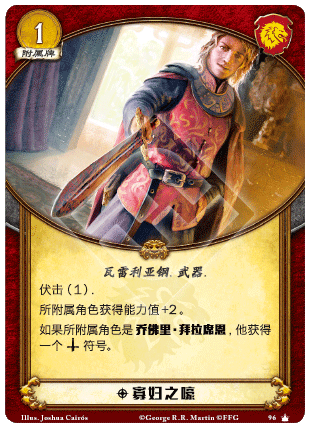 1
附属牌
瓦雷利亚钢. 武器.
伏击 (1).
所附属角色获得能力值+2。
如果所附属角色是乔佛里·拜拉席恩, 他获得
一个 符号。
寡妇之嚎
Illus. Joshua Cairós ©George R.R. Martin ©FFG 96